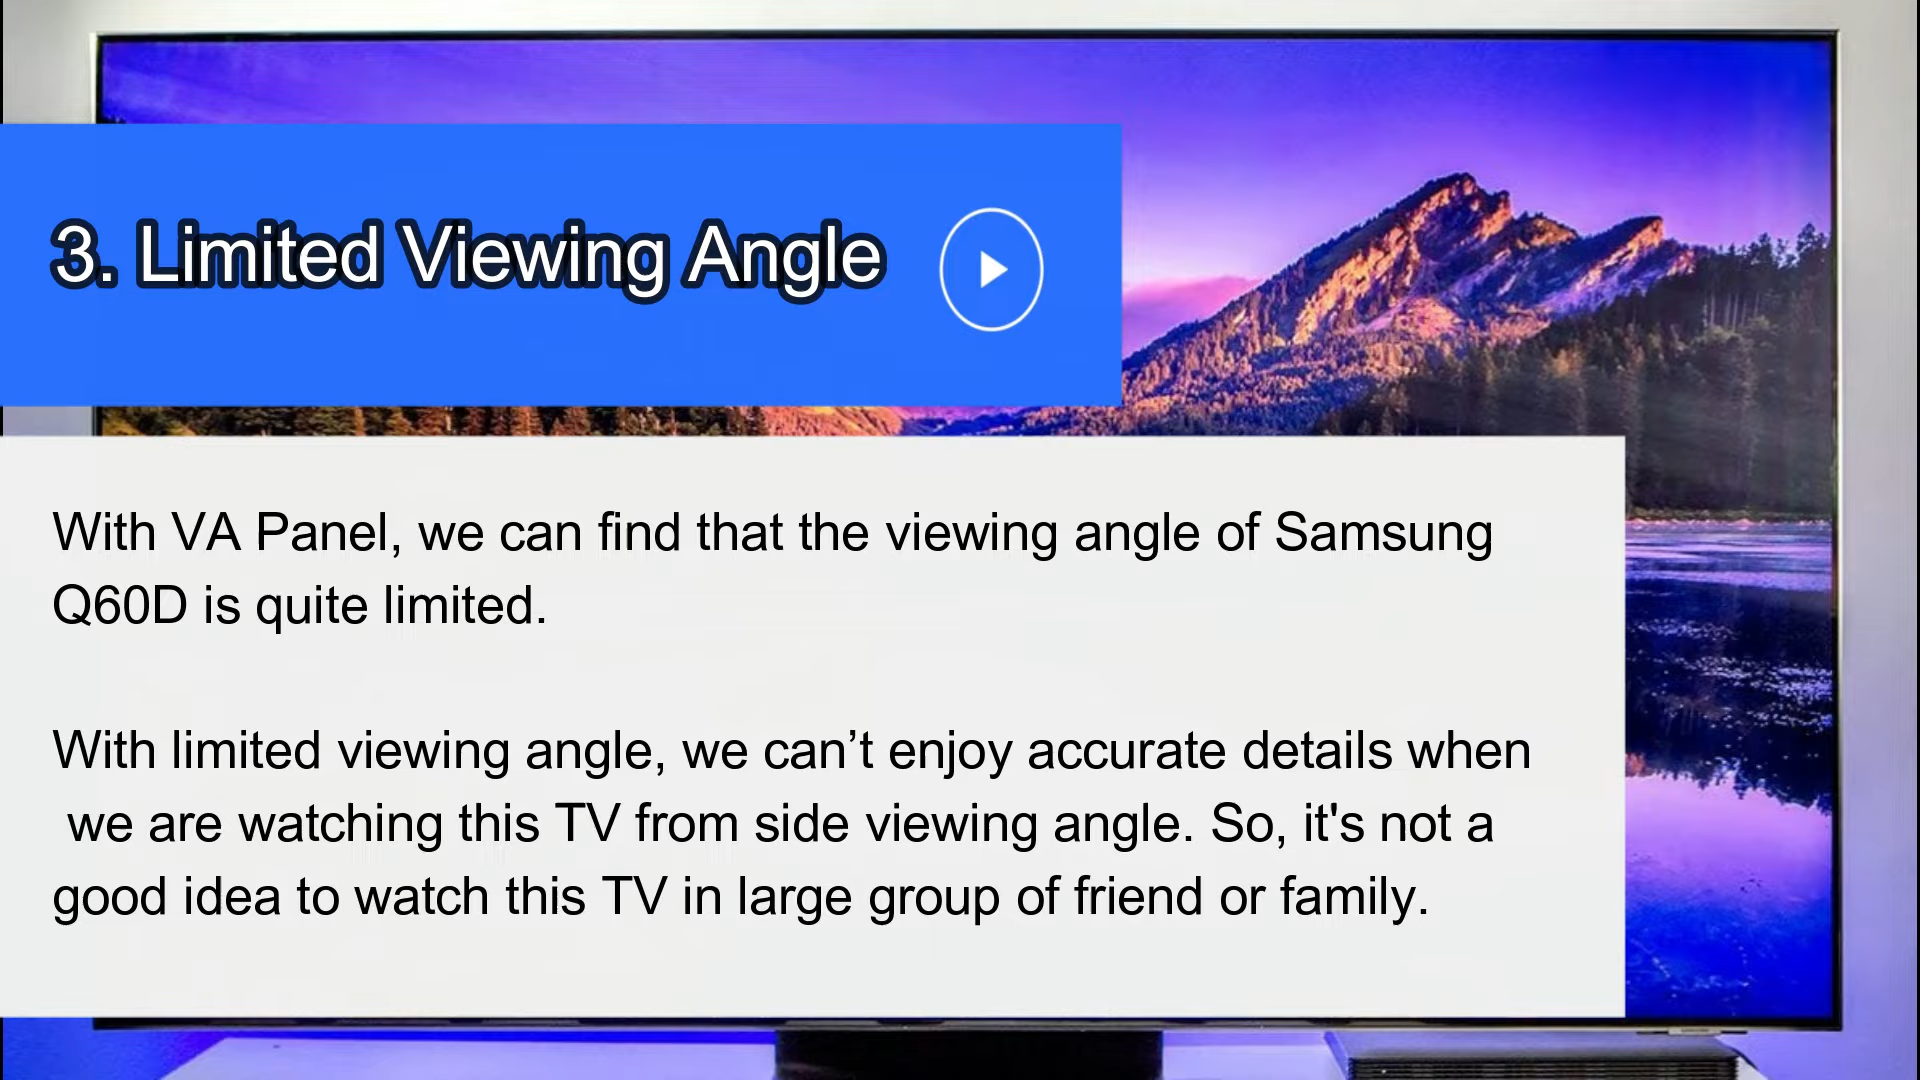 3. Limited Viewing Angle
With VA Panel, we can find that the viewing angle of Samsung
Q60D is quite limited.
With limited viewing angle, we can’t enjoy accurate details when
we are watching this TV from side viewing angle. So, it's not a
good idea to watch this TV in large group of friend or family.